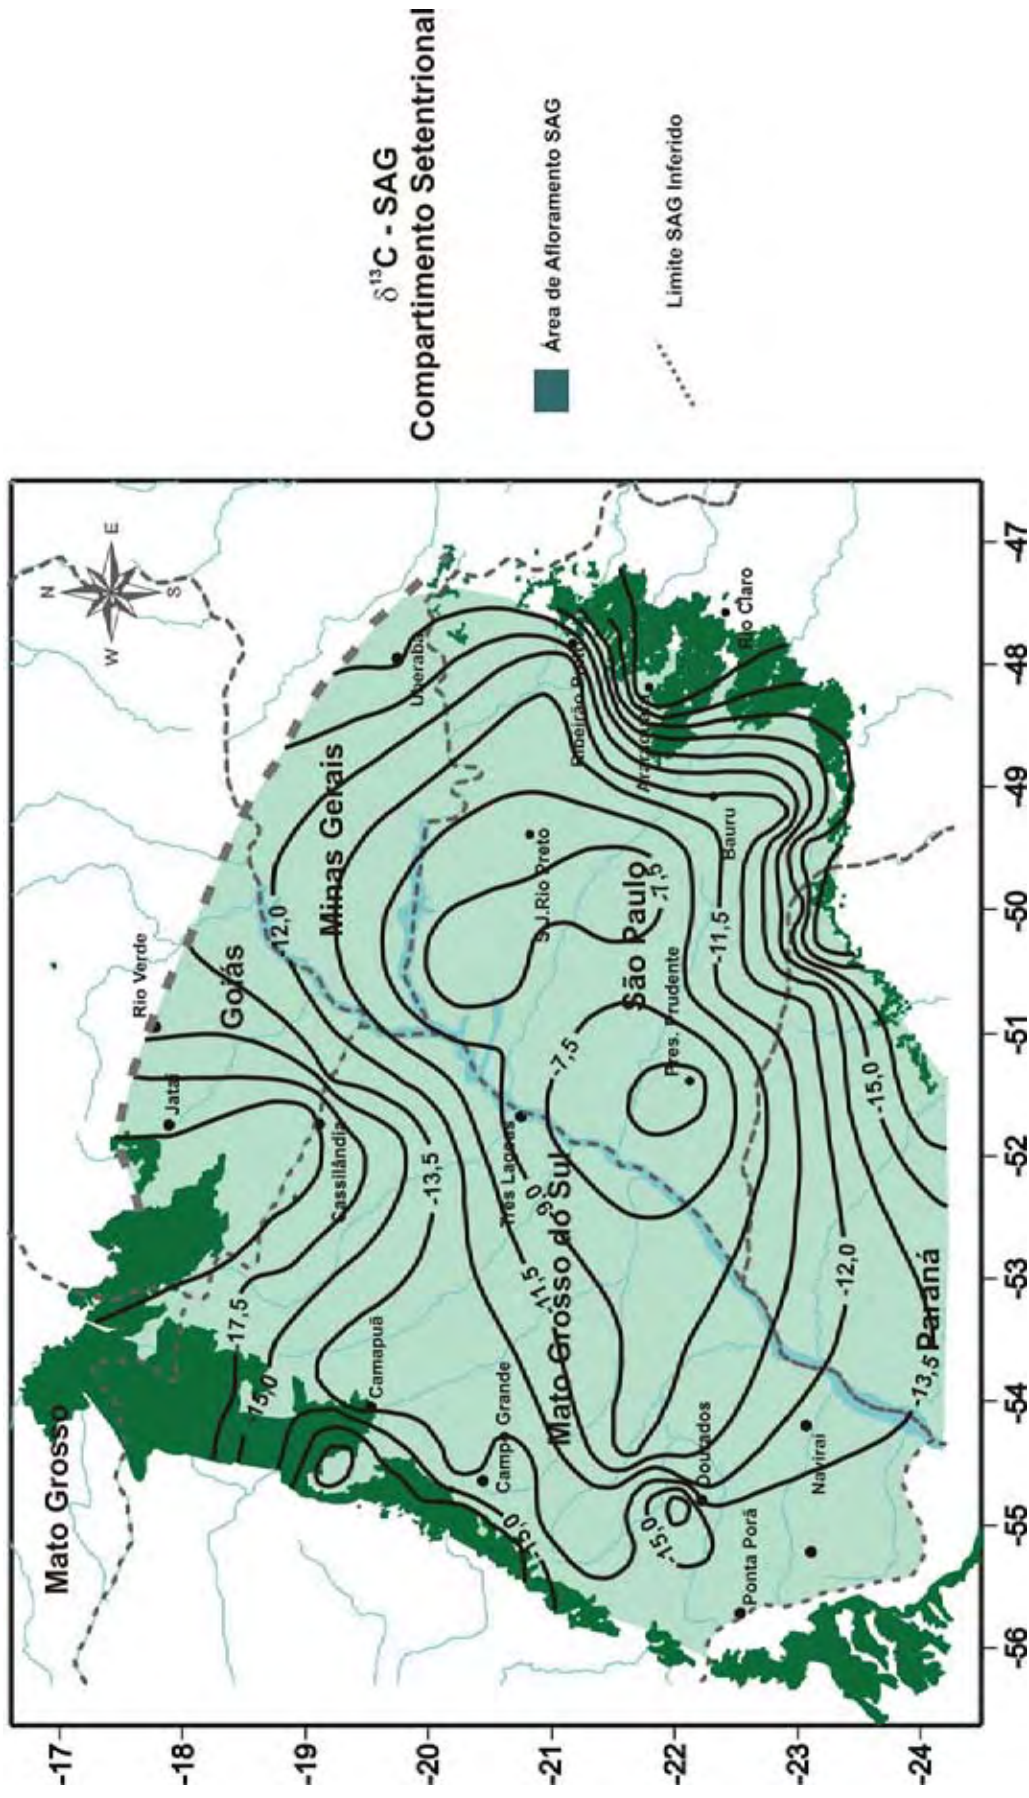 δ¹³C - SAG
Compartimento Setentrional
Área de Afloramento SAG
Limite SAG Inferido
N
E
S
W
Mato Grosso
Goiás
Minas Gerais
São Paulo
Mato Grosso do Sul
Paraná
Rio Verde
Jataí
Cassilândia
Camapuã
Campo Grande
Três Lagoas
Dourados
Ponta Porã
Naviraí
Pres. Prudente
S.J.Rio Preto
Uberaba
Ribeirão Preto
Araraquara
Bauru
Rio Claro
-12,0
-13,5
-17,5
-15,0
-15,0
-15,0
-11,5
-9,0
-7,5
-7,5
-11,5
-15,0
-12,0
-13,5
-17
-18
-19
-20
-21
-22
-23
-24
-56
-55
-54
-53
-52
-51
-50
-49
-48
-47